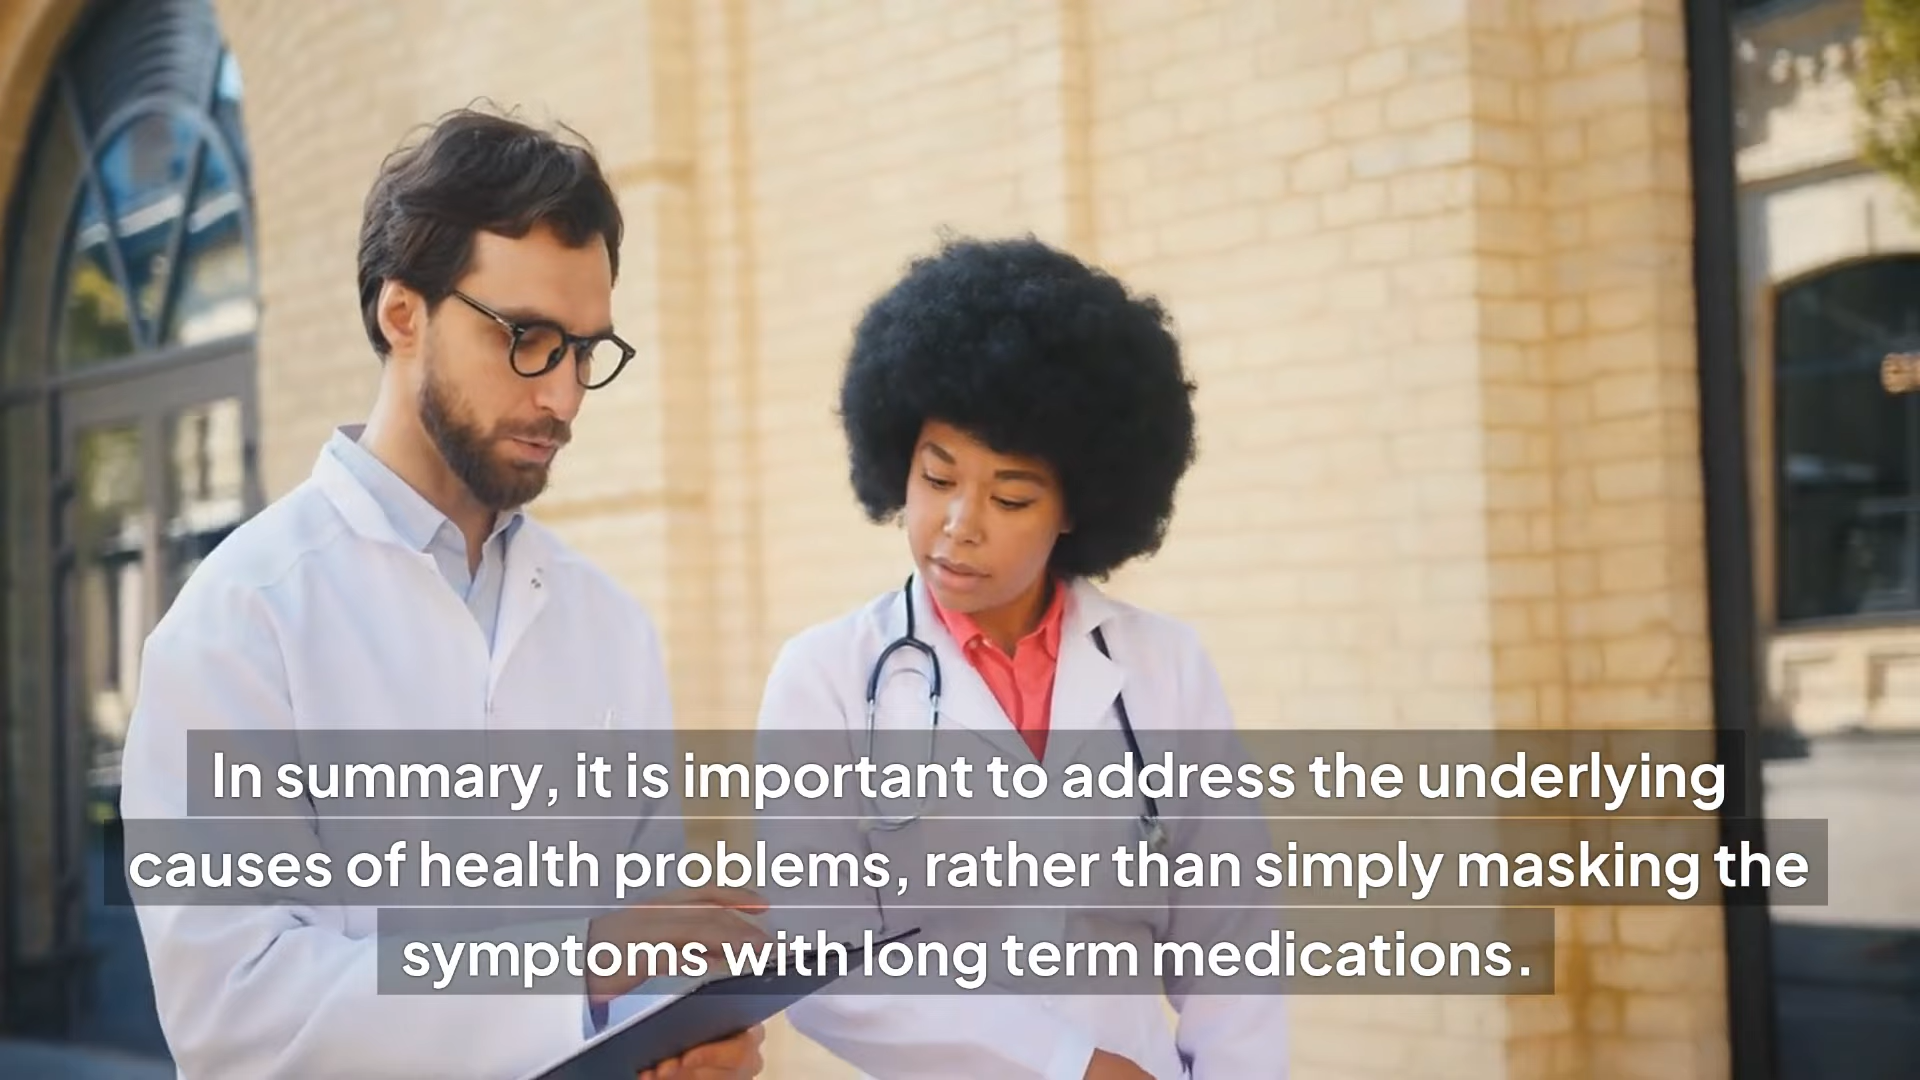 In summary, it is important to address the underlying
causes of health problems, rather than simply masking the
symptoms with long term medications.